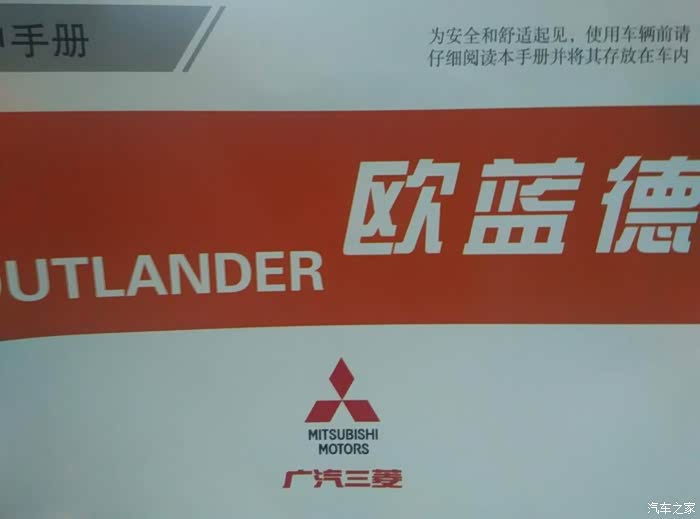 手册
为安全和舒适起见，使用车辆前请
仔细阅读本手册并将其存放在车内
欧蓝德
OUTLANDER
MITSUBISHI
MOTORS
广汽三菱
汽车之家